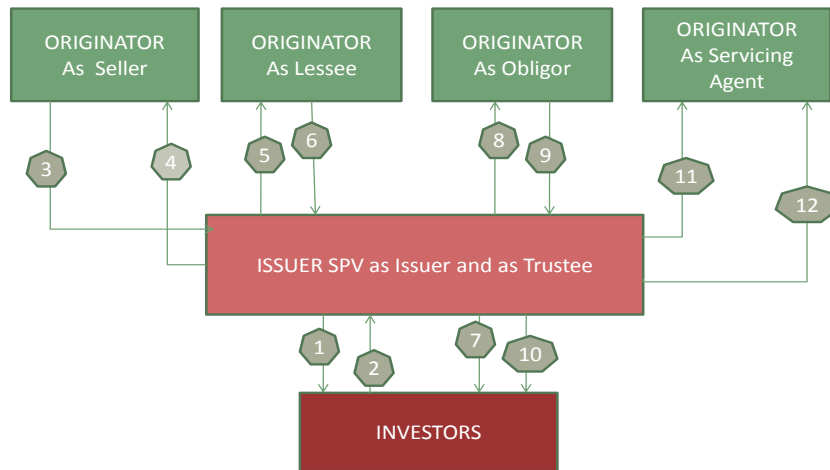 ORIGINATOR
As Seller
ORIGINATOR
As Lessee
ORIGINATOR
As Obligor
ORIGINATOR
As Servicing
Agent
3
4
5
6
8
9
11
12
ISSUER SPV as Issuer and as Trustee
1
2
7
10
INVESTORS